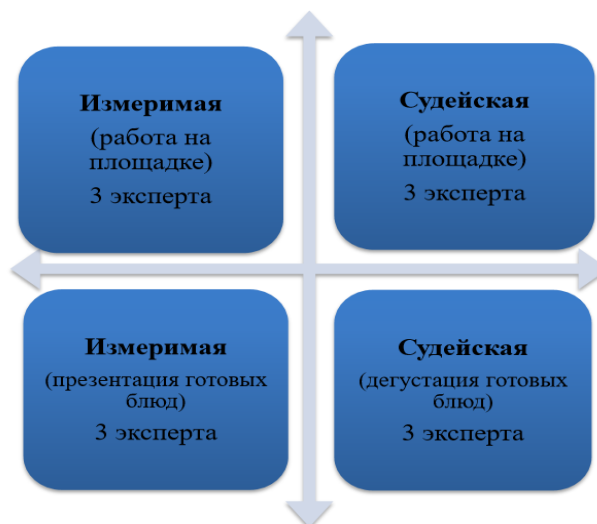 Измеримая
(работа на
площадке)
3 эксперта
Судейская
(работа на
площадке)
3 эксперта
Измеримая
(презентация готовых
блюд)
3 эксперта
Судейская
(дегустация готовых
блюд)
3 эксперта